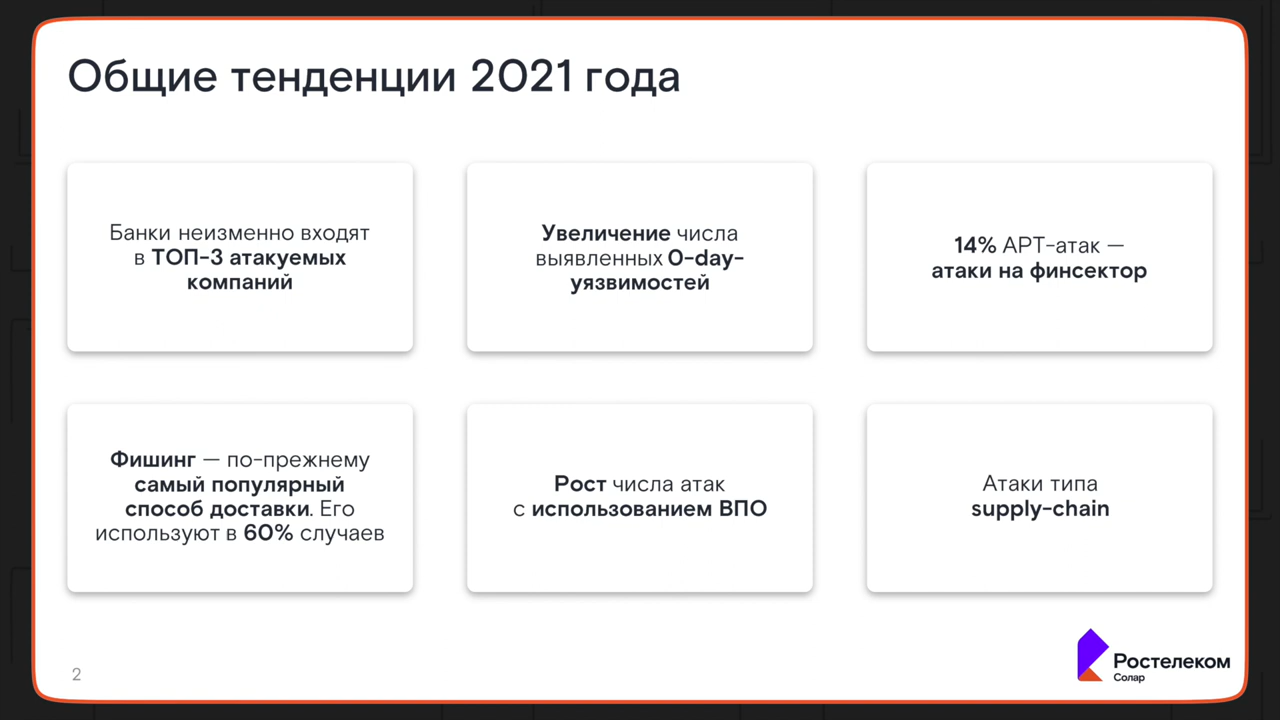 Общие тенденции 2021 года
Банки неизменно входят
в ТОП-3 атакуемых
компаний
Увеличение числа
выявленных 0-day-
уязвимостей
14% APT-атак —
атаки на финсектор
Фишинг — по-прежнему
самый популярный
способ доставки. Его
используют в 60% случаев
Рост числа атак
с использованием ВПО
Атаки типа
supply-chain
2
Ростелеком
Солар